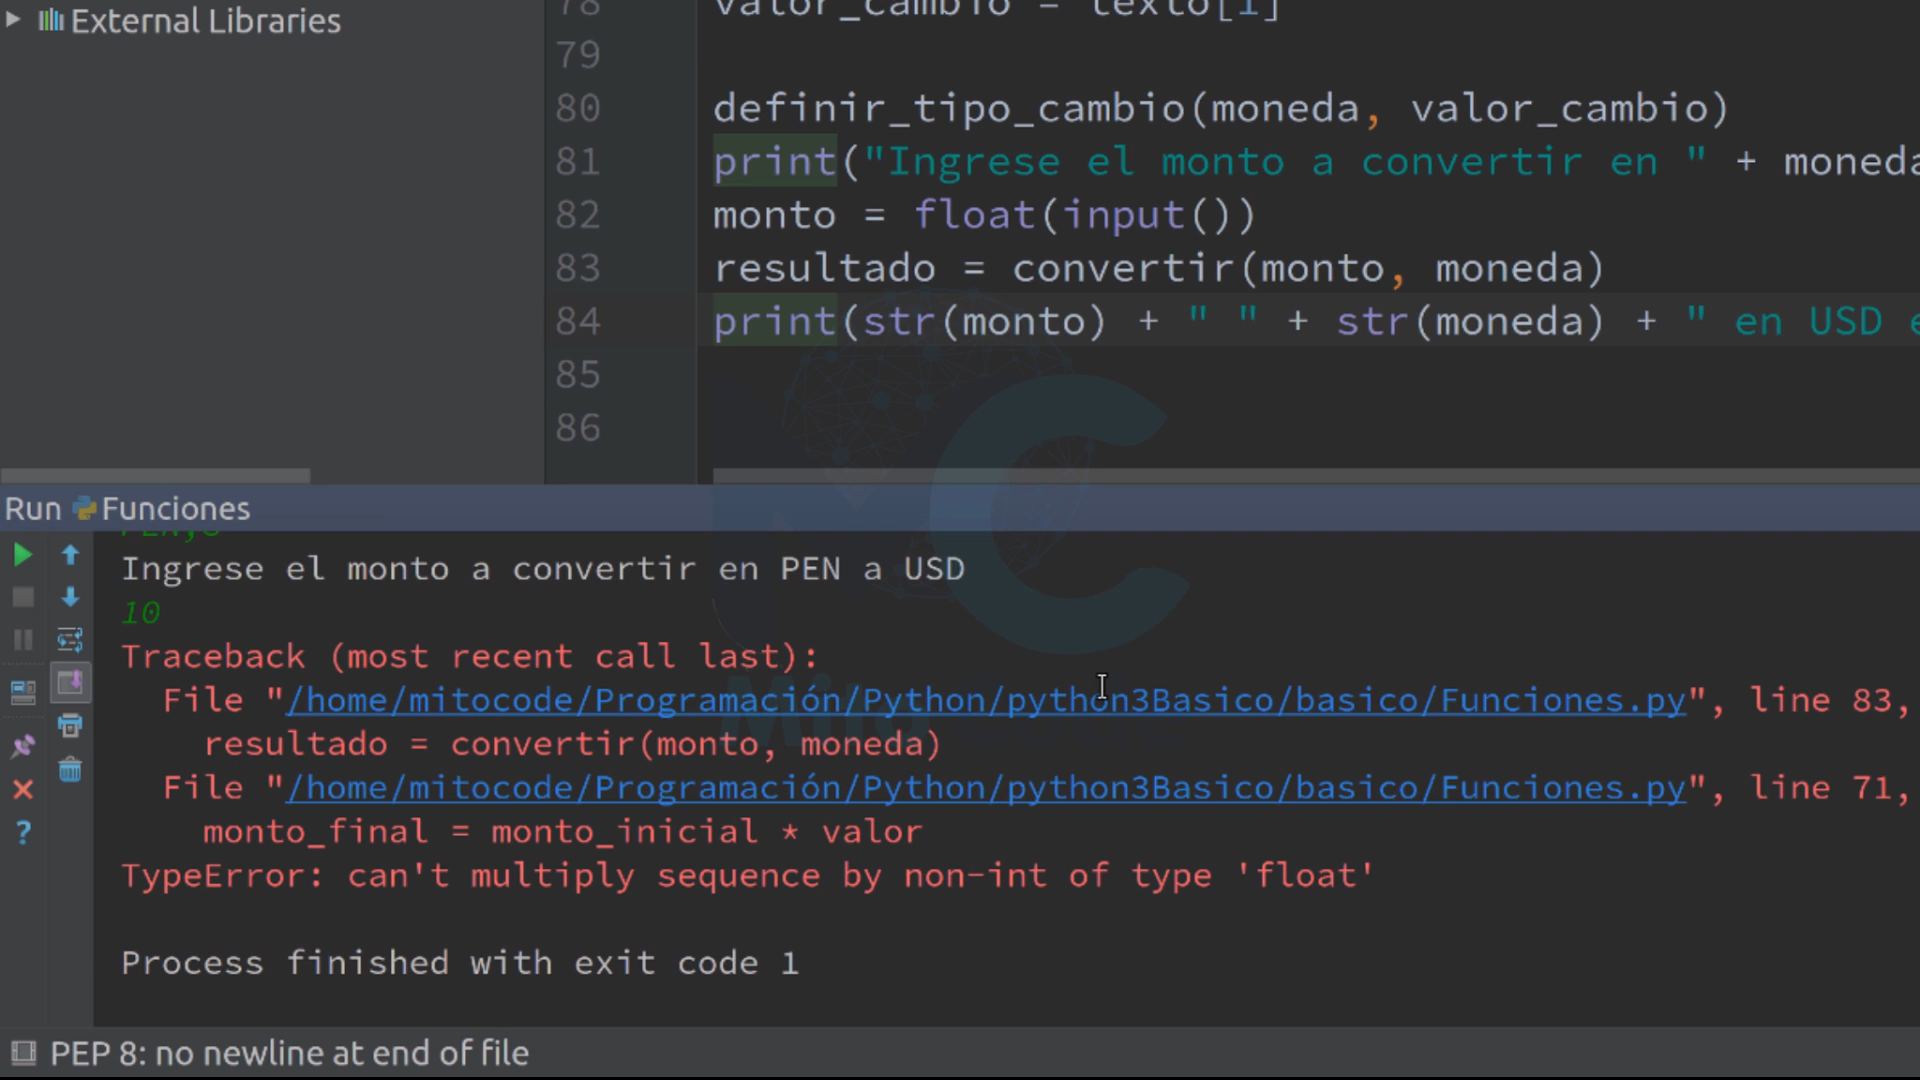 External Libraries
78 valor_cambio = texto[1]
79
80 definir_tipo_cambio(moneda, valor_cambio)
81 print("Ingrese el monto a convertir en " + moneda
82 monto = float(input())
83 resultado = convertir(monto, moneda)
84 print(str(monto) + " " + str(moneda) + " en USD e
85
86
Run Funciones
Ingrese el monto a convertir en PEN a USD
10
Traceback (most recent call last):
File "/home/mitocode/Programación/Python/python3Basico/basico/Funciones.py", line 83,
resultado = convertir(monto, moneda)
File "/home/mitocode/Programación/Python/python3Basico/basico/Funciones.py", line 71,
monto_final = monto_inicial * valor
TypeError: can't multiply sequence by non-int of type 'float'
Process finished with exit code 1
PEP 8: no newline at end of file